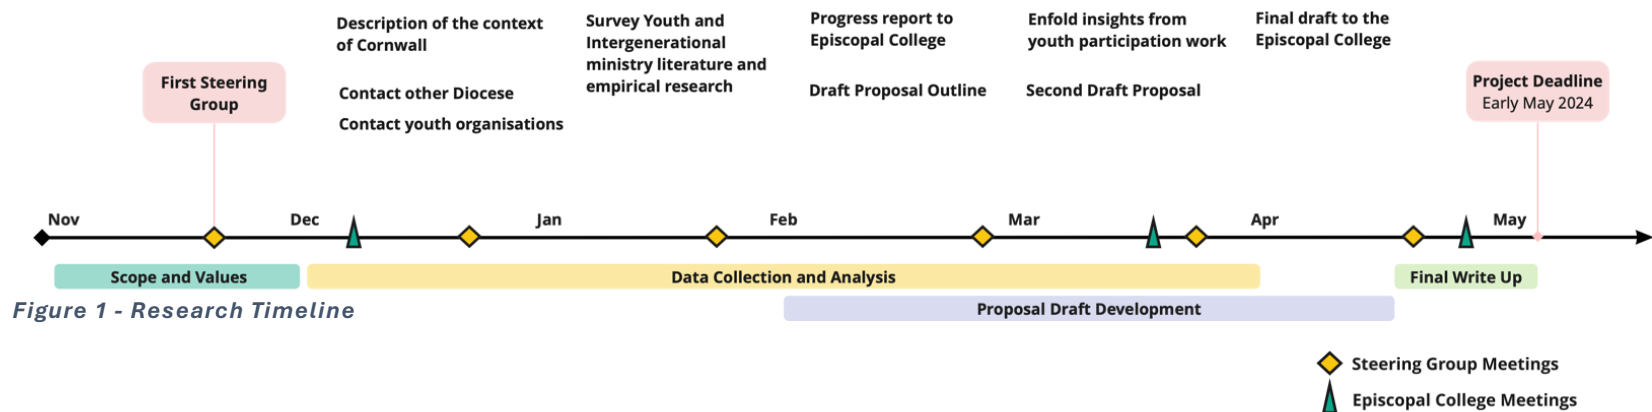 Description of the context
of Cornwall
Contact other Diocese
Contact youth organisations
Survey Youth and
Intergenerational
ministry literature and
empirical research
Progress report to
Episcopal College
Draft Proposal Outline
Enfold insights from
youth participation work
Second Draft Proposal
Final draft to the
Episcopal College
First Steering
Group
Project Deadline
Early May 2024
Nov
Dec
Jan
Feb
Mar
Apr
May
Scope and Values
Data Collection and Analysis
Final Write Up
Proposal Draft Development
Figure 1 - Research Timeline
Steering Group Meetings
Episcopal College Meetings